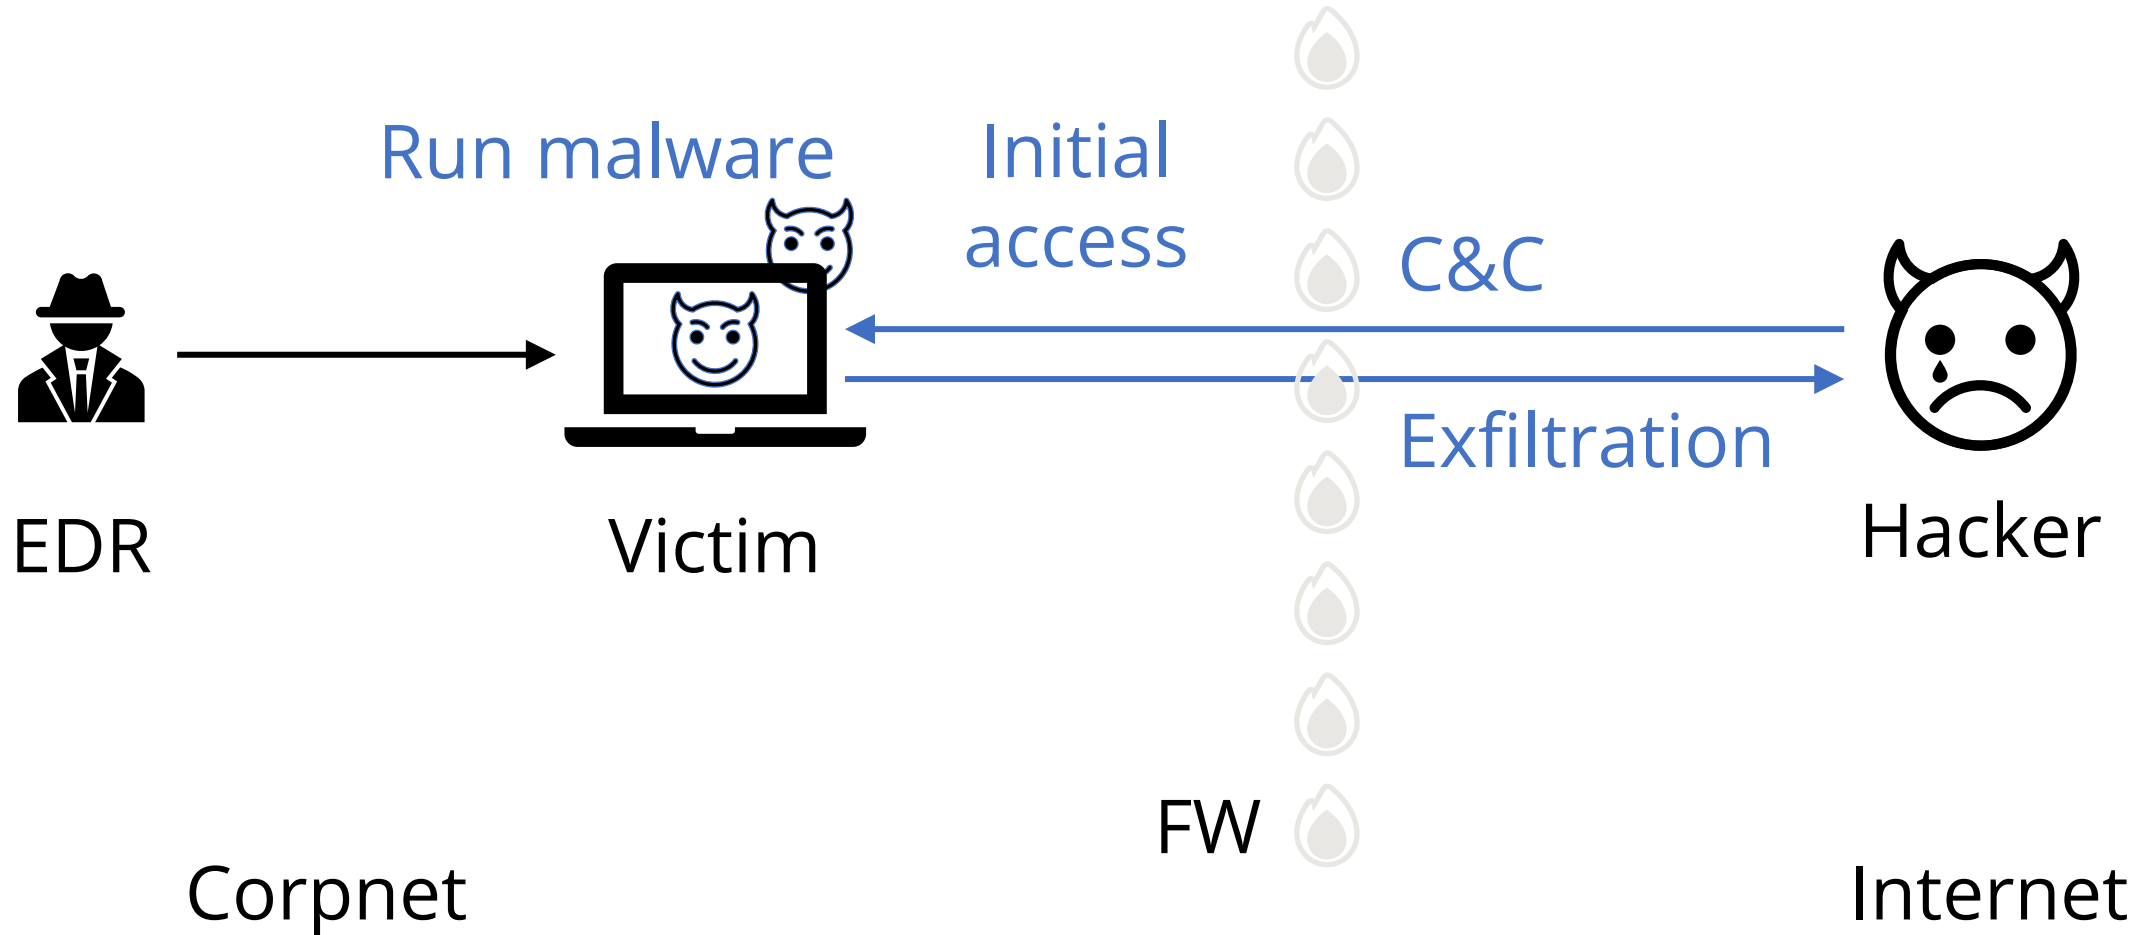 Run malware
Initial
access
C&C
Exfiltration
EDR
Victim
Hacker
FW
Corpnet
Internet